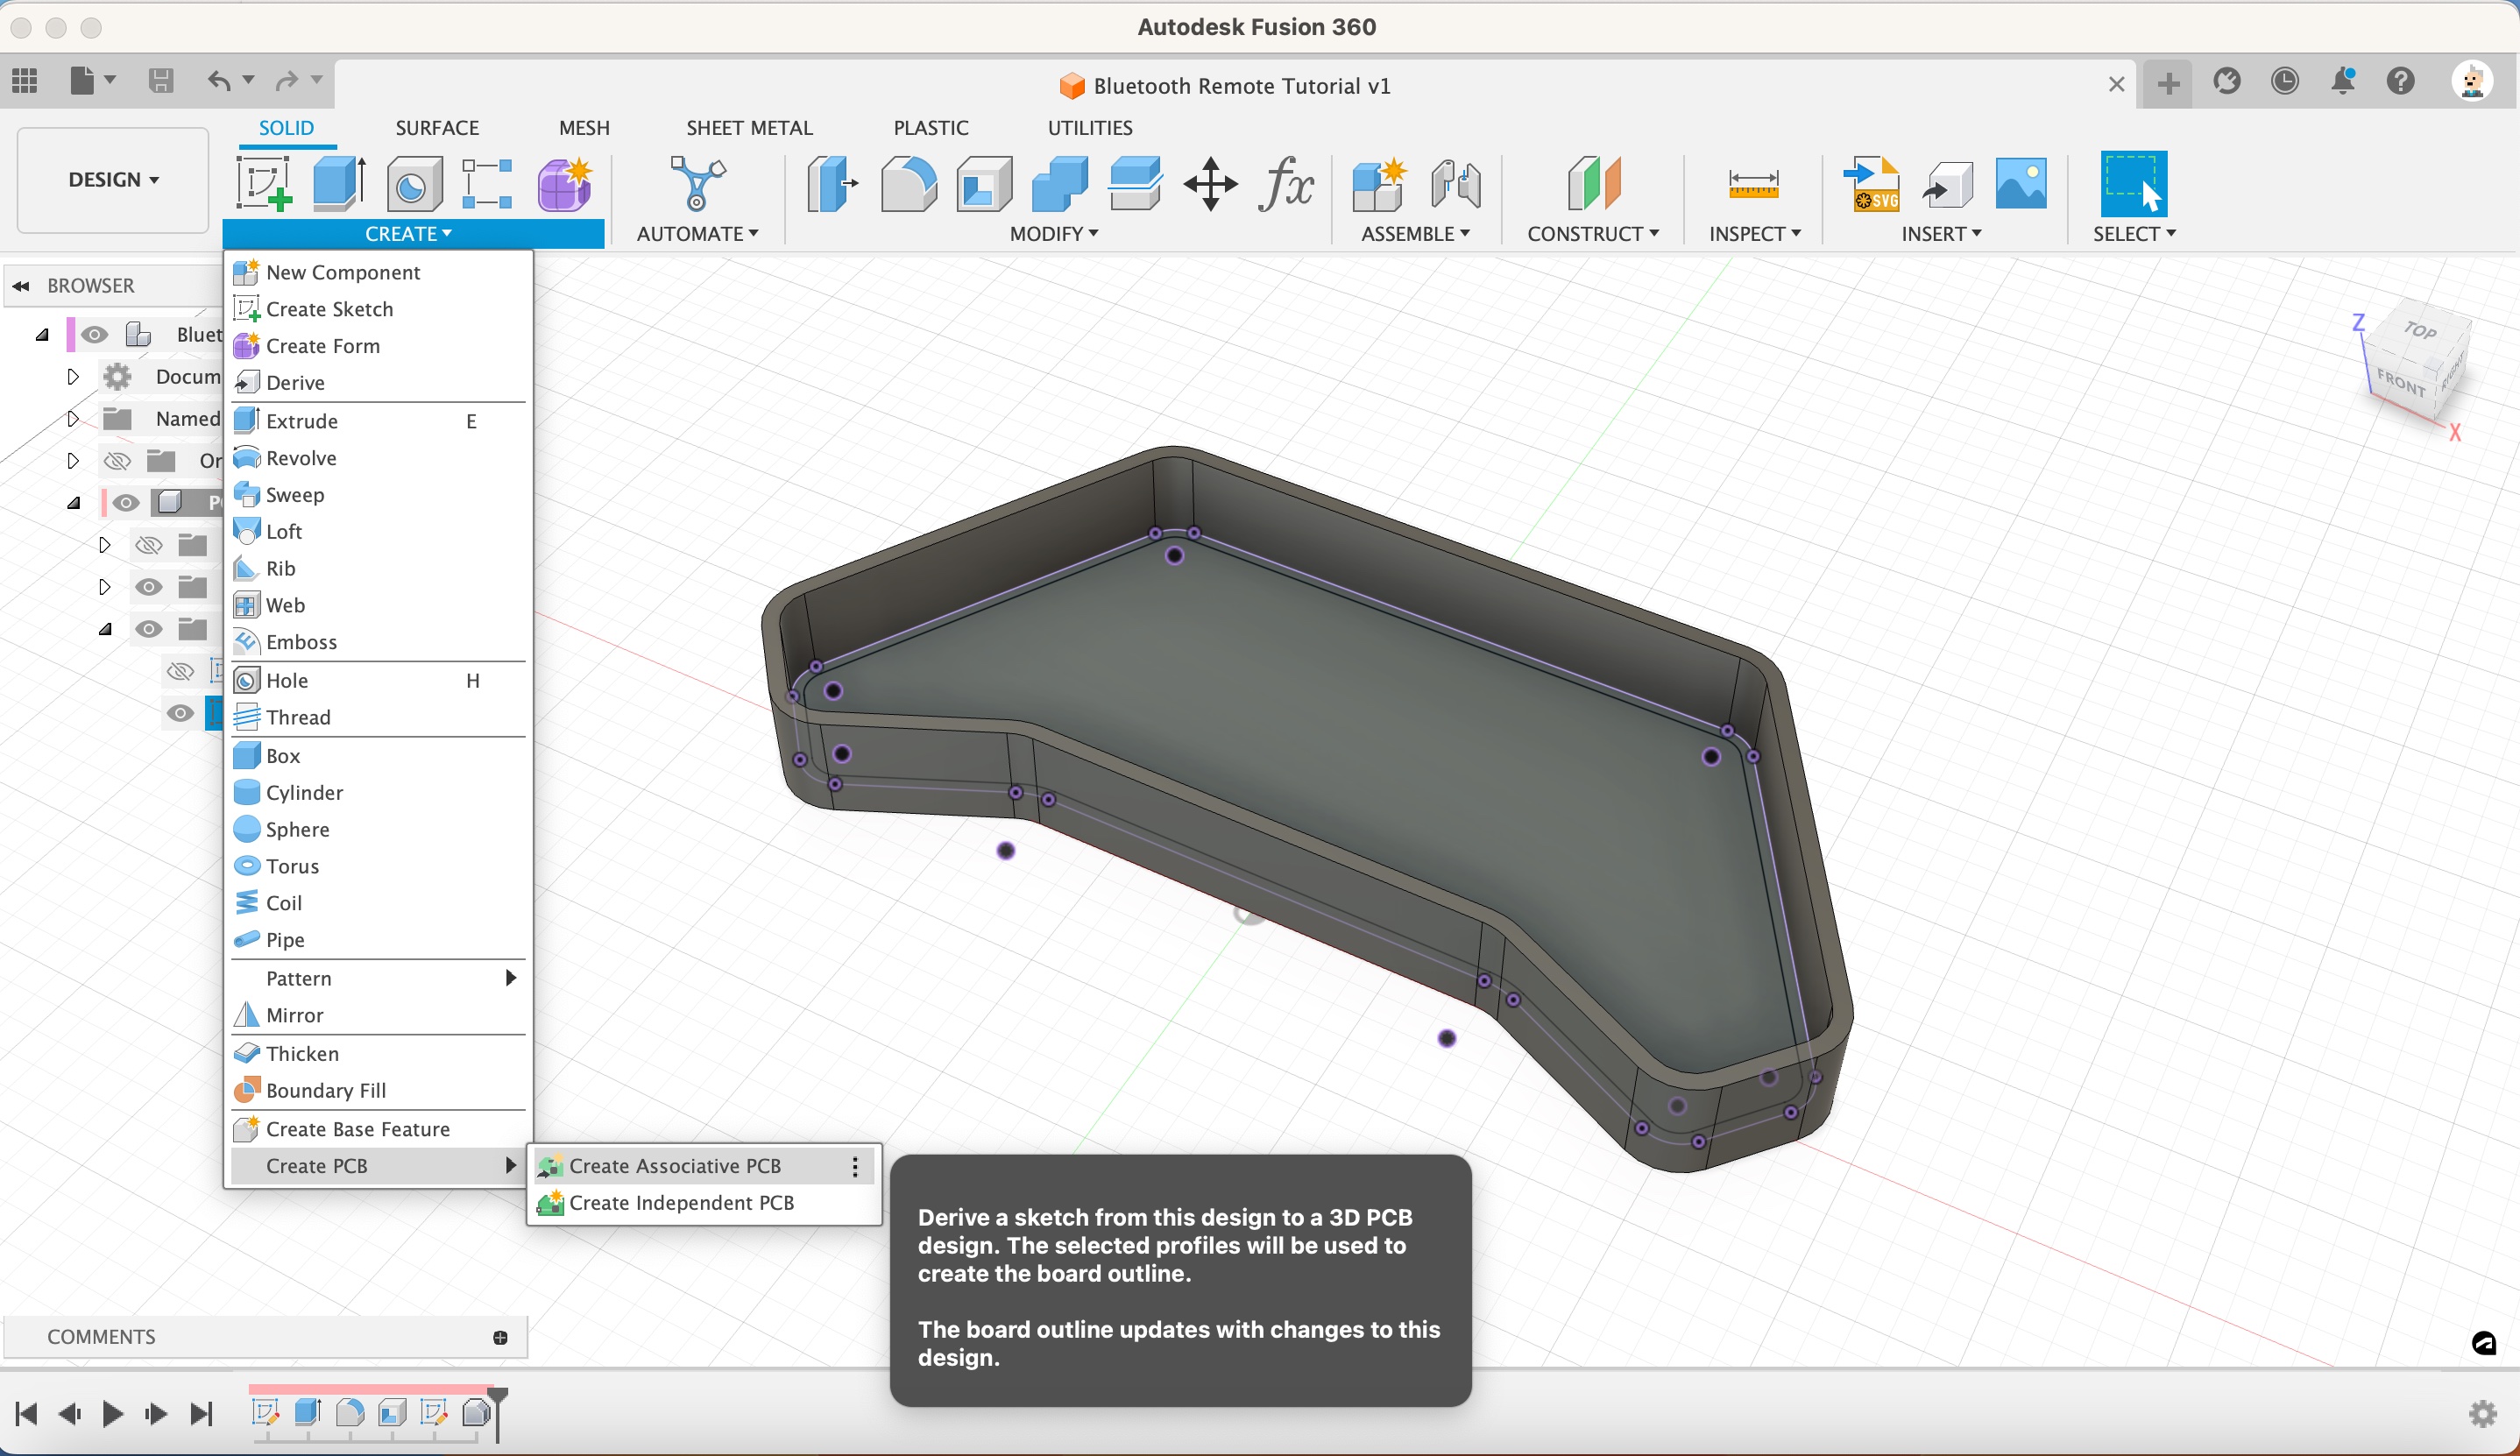 Autodesk Fusion 360
Bluetooth Remote Tutorial v1
SOLID SURFACE MESH SHEET METAL PLASTIC UTILITIES
DESIGN
SVG
CREATE AUTOMATE MODIFY ASSEMBLE CONSTRUCT INSPECT INSERT SELECT
BROWSER
Bluet
Docum
Named
Or
P
New Component
Create Sketch
Create Form
Derive
Extrude E
Revolve
Sweep
Loft
Rib
Web
Emboss
Hole H
Thread
Box
Cylinder
Sphere
Torus
Coil
Pipe
Pattern
Mirror
Thicken
Boundary Fill
Create Base Feature
Create PCB
Create Associative PCB
Create Independent PCB
Derive a sketch from this design to a 3D PCB
design. The selected profiles will be used to
create the board outline.
The board outline updates with changes to this
design.
Z
TOP
FRONT
RIGHT
X
COMMENTS